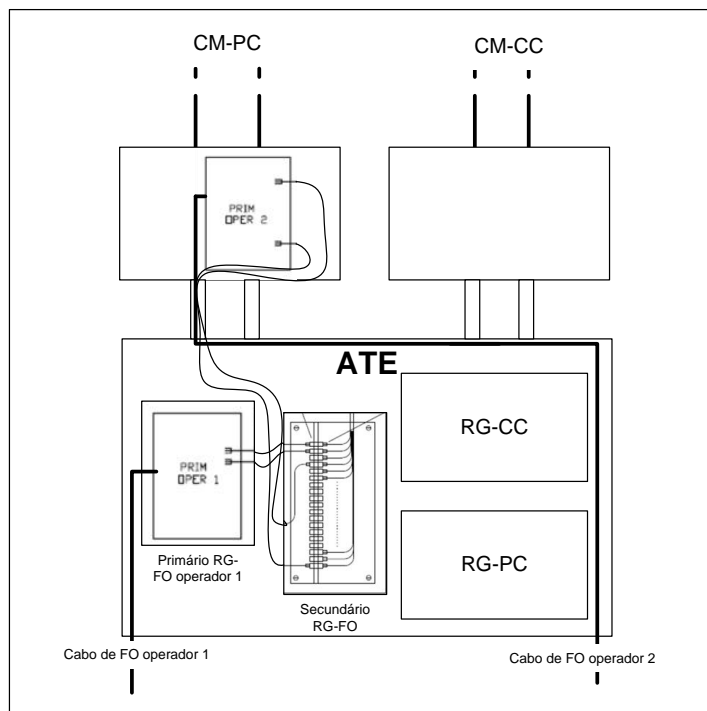 CM-PC
CM-CC
PRIM
OPER 2
ATE
RG-CC
PRIM
OPER 1
RG-PC
Primário RG-
FO operador 1
Secundário
RG-FO
Cabo de FO operador 1
Cabo de FO operador 2